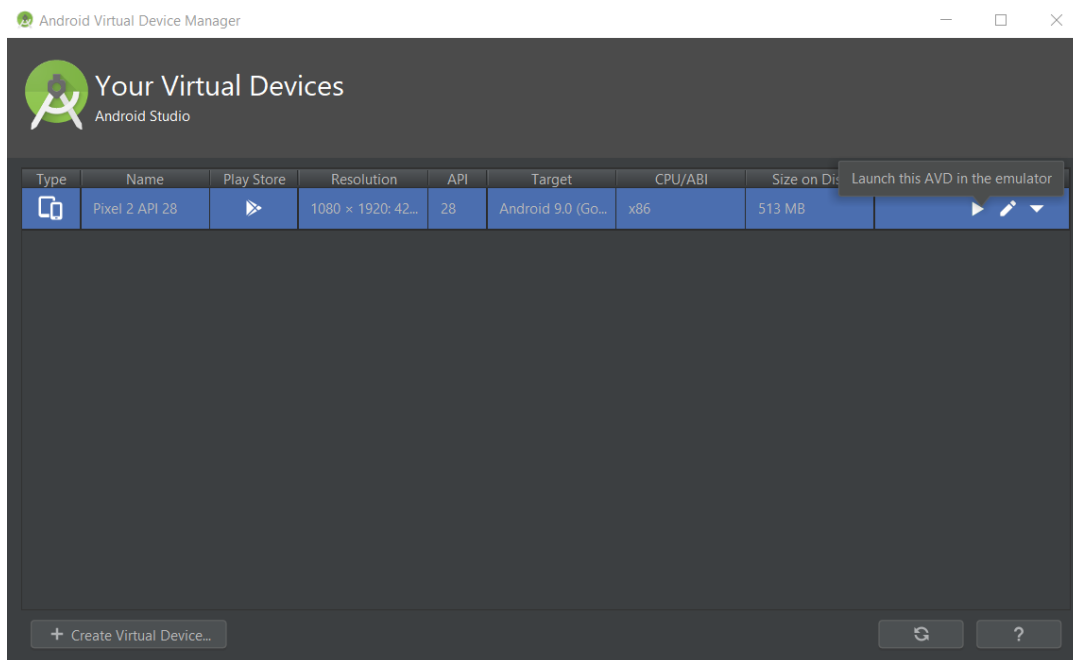 Android Virtual Device Manager
Your Virtual Devices
Android Studio
Type Name Play Store Resolution API Target CPU/ABI Size on Dis
Launch this AVD in the emulator
Pixel 2 API 28 1080 × 1920: 42... 28 Android 9.0 (Go... x86 513 MB
+ Create Virtual Device...
?